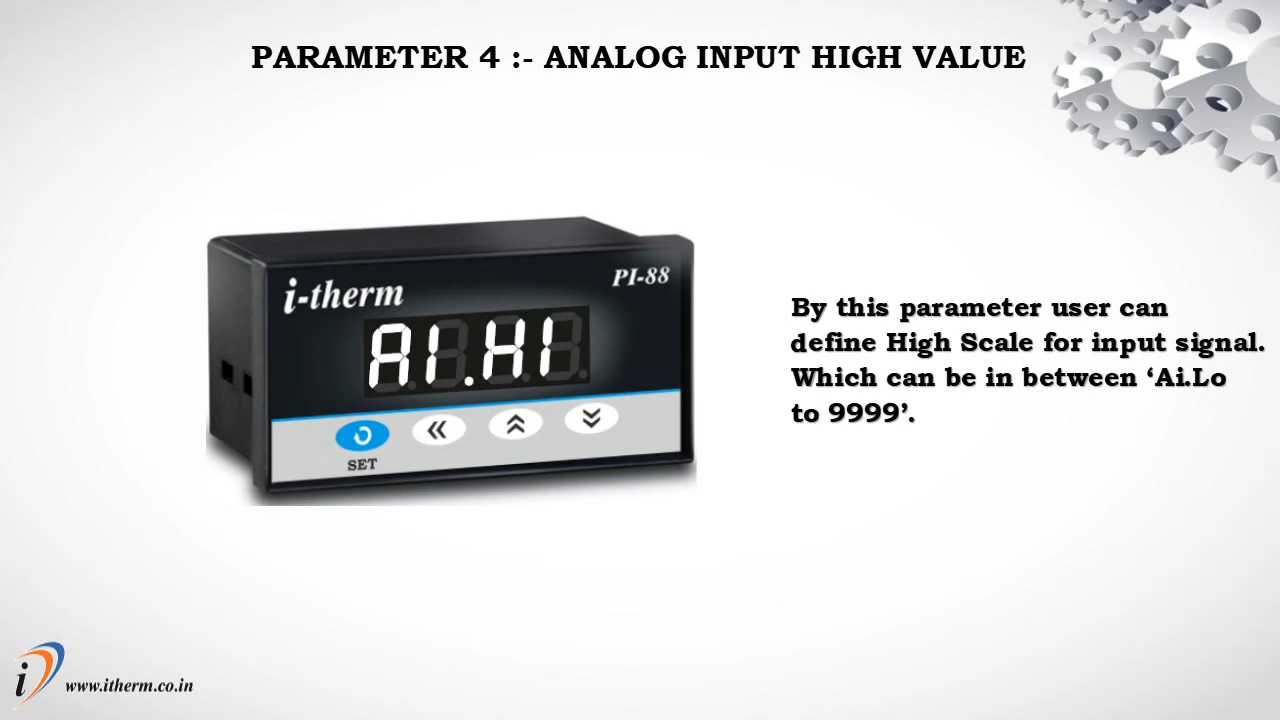 PARAMETER 4 :- ANALOG INPUT HIGH VALUE
i-therm
PI-88
AI.HI
SET
By this parameter user can
define High Scale for input signal.
Which can be in between ‘Ai.Lo
to 9999’.
i
www.itherm.co.in